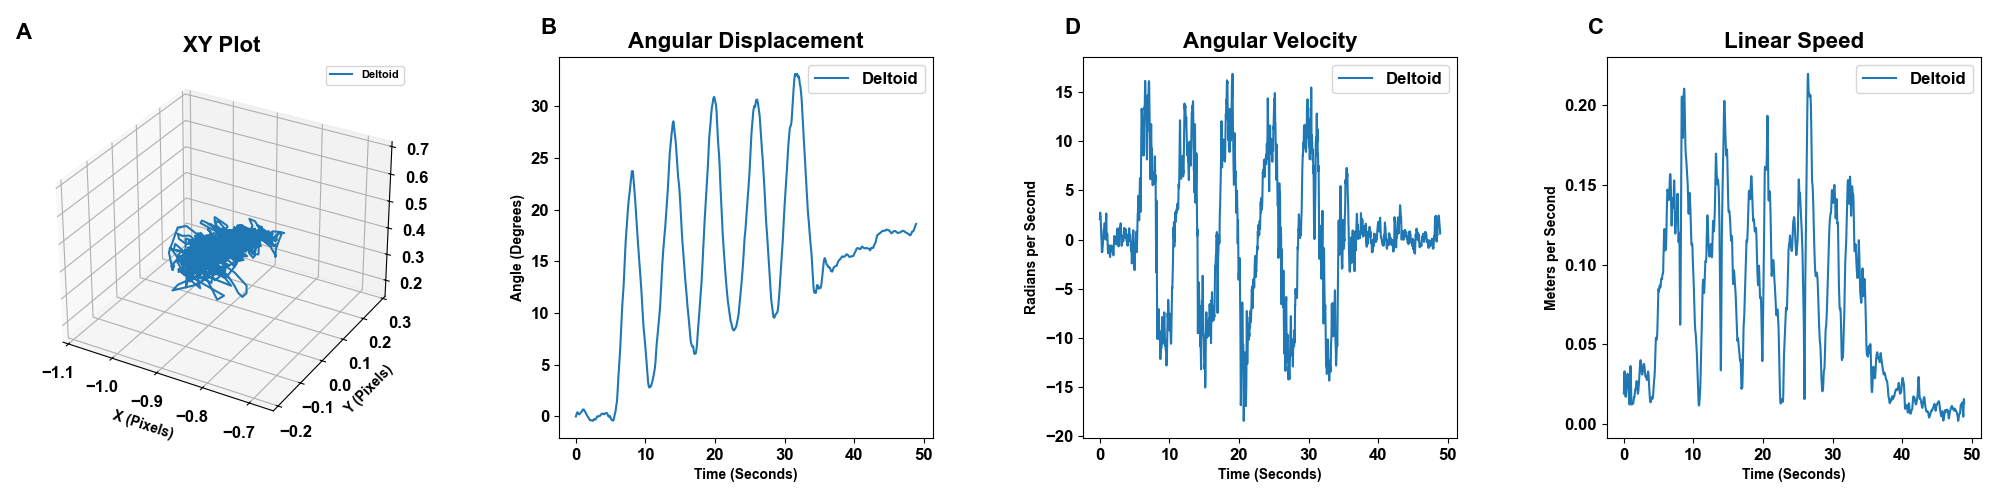 A
XY Plot
Deltoid
0.7
0.6
0.5
0.4
0.3
0.2
−1.1
−1.0
−0.9
−0.8
−0.7
X (Pixels)
−0.2
−0.1
0.0
0.1
0.2
0.3
Y (Pixels)
B
Angular Displacement
Deltoid
30
25
20
15
10
5
0
Angle (Degrees)
0 10 20 30 40 50
Time (Seconds)
D
Angular Velocity
Deltoid
15
10
5
0
−5
−10
−15
−20
Radians per Second
0 10 20 30 40 50
Time (Seconds)
C
Linear Speed
Deltoid
0.20
0.15
0.10
0.05
0.00
Meters per Second
0 10 20 30 40 50
Time (Seconds)